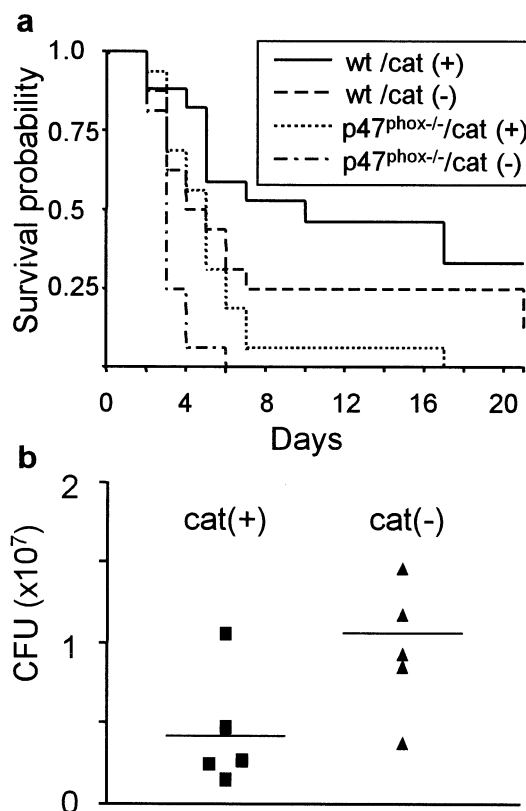 a
Survival probability
1.0
0.75
0.5
0.25
wt /cat (+)
wt /cat (-)
p47phox-/-/cat (+)
p47phox-/-/cat (-)
0 4 8 12 16 20
Days
b
CFU (x10⁷)
2
1
0
cat(+) cat(-)